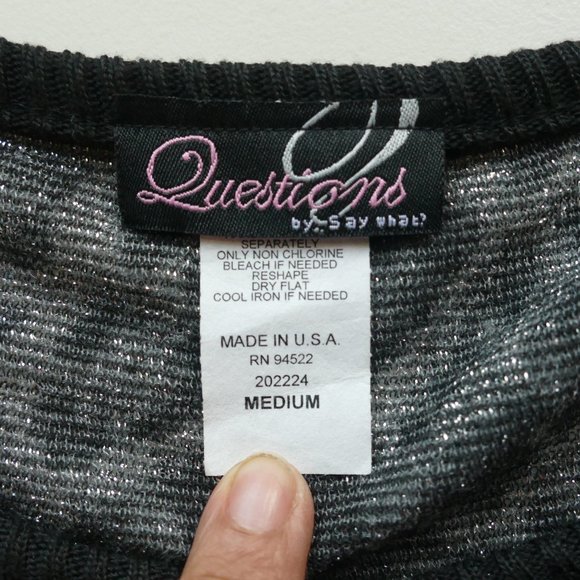 Questions
by. Say what?
SEPARATELY
ONLY NON CHLORINE
BLEACH IF NEEDED
RESHAPE
DRY FLAT
COOL IRON IF NEEDED
MADE IN U.S.A.
RN 94522
202224
MEDIUM